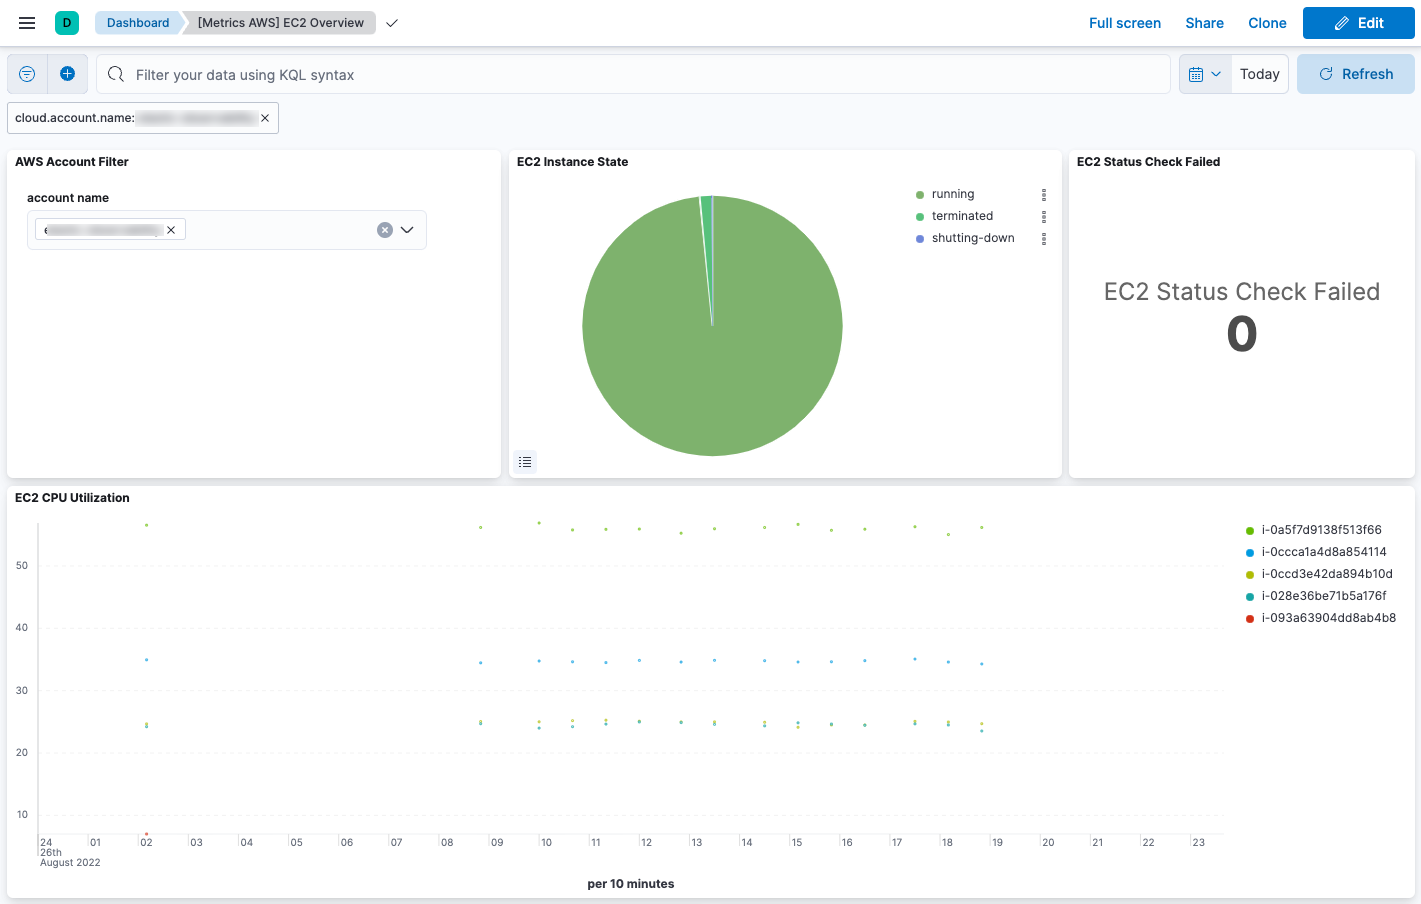 D Dashboard [Metrics AWS] EC2 Overview Full screen Share Clone Edit
Filter your data using KQL syntax Today Refresh
cloud.account.name:
AWS Account Filter
account name
EC2 Instance State
running
terminated
shutting-down
EC2 Status Check Failed
EC2 Status Check Failed
0
EC2 CPU Utilization
50
40
30
20
10
24 01 02 03 04 05 06 07 08 09 10 11 12 13 14 15 16 17 18 19 20 21 22 23
26th
August 2022
per 10 minutes
i-0a5f7d9138f513f66
i-0ccca1a4d8a854114
i-0ccd3e42da894b10d
i-028e36be71b5a176f
i-093a63904dd8ab4b8